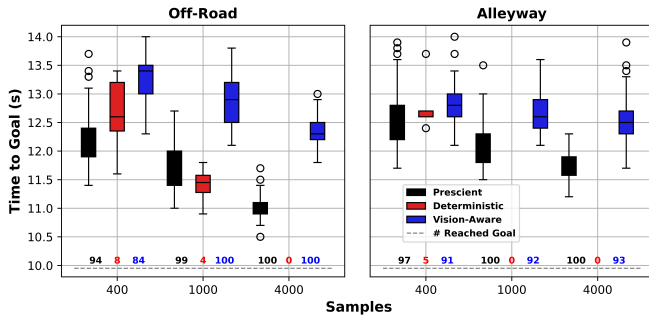 Off-Road
Alleyway
Time to Goal (s)
14.0
13.5
13.0
12.5
12.0
11.5
11.0
10.5
10.0
94 8 84 99 4 100 100 0 100
97 5 91 100 0 92 100 0 93
Prescient
Deterministic
Vision-Aware
# Reached Goal
400 1000 4000
400 1000 4000
Samples